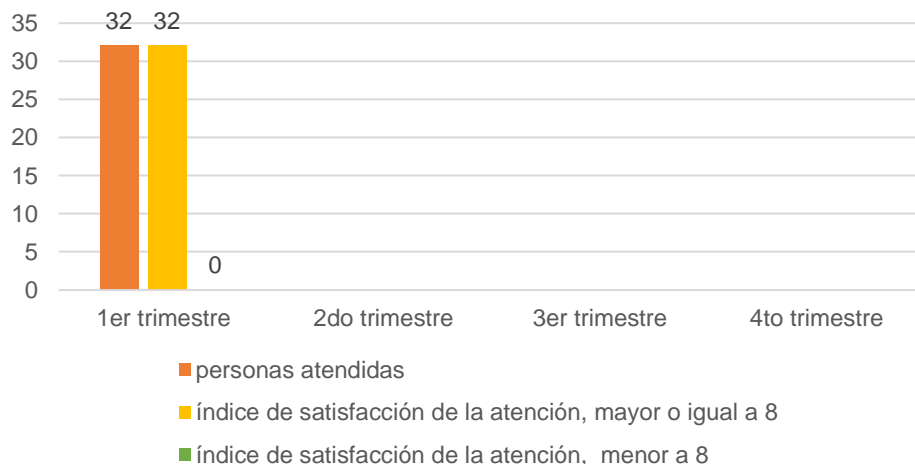 35
30
25
20
15
10
5
0
32 32
0
1er trimestre 2do trimestre 3er trimestre 4to trimestre
personas atendidas
índice de satisfacción de la atención, mayor o igual a 8
índice de satisfacción de la atención,  menor a 8